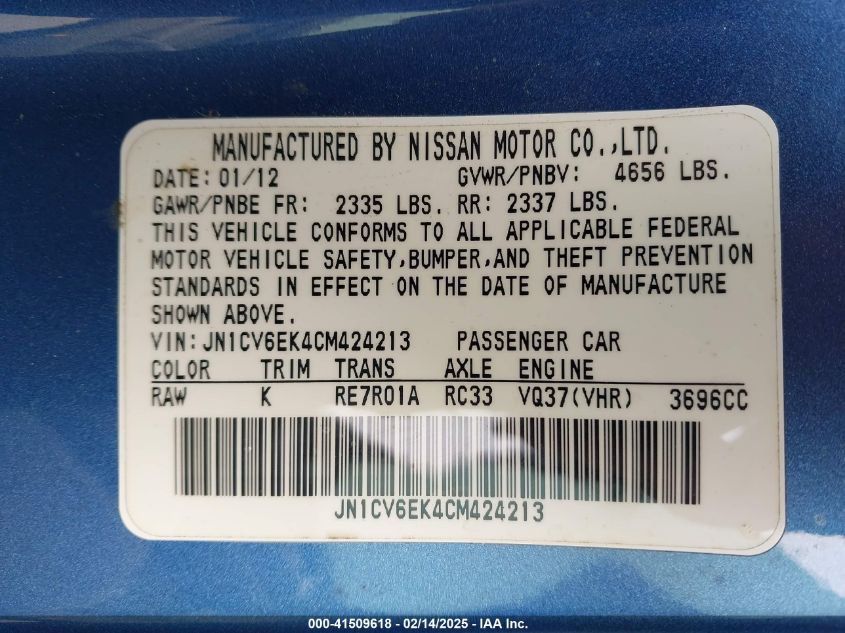 MANUFACTURED BY NISSAN MOTOR CO.,LTD.
DATE: 01/12 GVWR/PNBV: 4656 LBS.
GAWR/PNBE FR: 2335 LBS. RR: 2337 LBS.
THIS VEHICLE CONFORMS TO ALL APPLICABLE FEDERAL
MOTOR VEHICLE SAFETY,BUMPER,AND THEFT PREVENTION
STANDARDS IN EFFECT ON THE DATE OF MANUFACTURE
SHOWN ABOVE.
VIN:JN1CV6EK4CM424213 PASSENGER CAR
COLOR TRIM TRANS AXLE ENGINE
RAW K RE7R01A RC33 VQ37(VHR) 3696CC
JN1CV6EK4CM424213
000-41509618 - 02/14/2025 - IAA Inc.